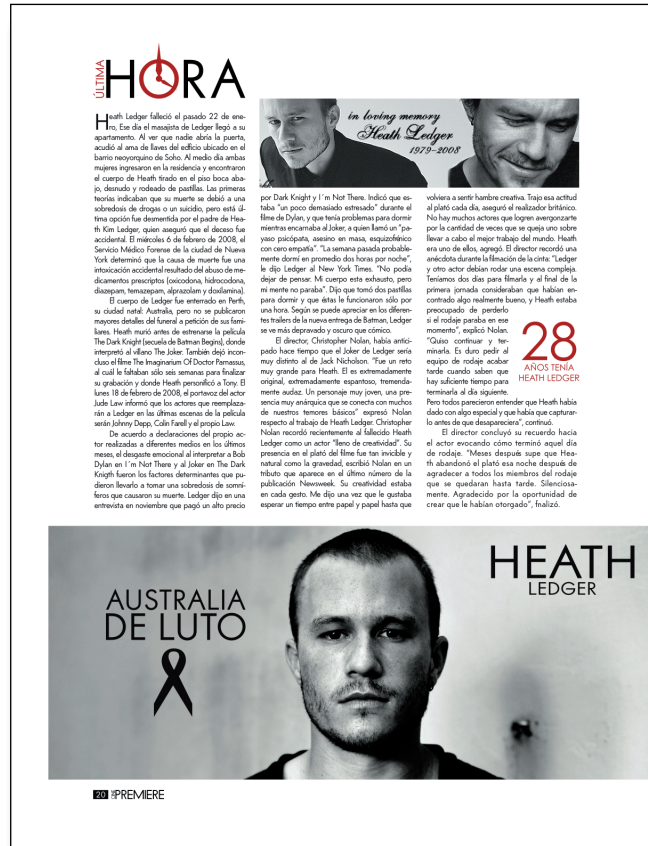 ÚLTIMA
HORA
Heath Ledger falleció el pasado 22 de ene-
ro, Ese día el masajista de Ledger llegó a su
apartamento. Al ver que nadie abría la puerta,
acudió al ama de llaves del edficio ubicado en el
barrio neoyorquino de Soho. Al medio día ambas
mujeres ingresaron en la residencia y encontraron
el cuerpo de Heath tirado en el piso boca aba-
jo, desnudo y rodeado de pastillas. Las primeras
teorías indicaban que su muerte se debió a una
sobredosis de drogas o un suicidio, pero está úl-
tima opción fue desmentida por el padre de Hea-
th Kim Ledger, quien aseguró que el deceso fue
accidental. El miércoles 6 de febrero de 2008, el
Servicio Médico Forense de la ciudad de Nueva
York determinó que la causa de muerte fue una
intoxicación accidental resultado del abuso de me-
dicamentos prescriptos (oxicodona, hidrocodona,
diazepam, temazepam, alprazolam y doxilamina).
El cuerpo de Ledger fue enterrado en Perth,
su ciudad natal: Australia, pero no se publicaron
mayores detalles del funeral a petición de sus fami-
liares. Heath murió antes de estrenarse la película
The Dark Knight (secuela de Batman Begins), donde
interpretó al villano The Joker. También dejó incon-
cluso el filme The Imaginarium Of Doctor Parnassus,
al cuál le faltaban sólo seis semanas para finalizar
su grabación y donde Heath personificó a Tony. El
lunes 18 de febrero de 2008, el portavoz del actor
Jude Law informó que los actores que reemplaza-
rán a Ledger en las últimas escenas de la película
serán Johnny Depp, Colin Farell y el propio Law.
De acuerdo a declaraciones del propio ac-
tor realizadas a diferentes medios en los últimos
meses, el desgaste emocional al interpretar a Bob
Dylan en I´m Not There y al Joker en The Dark
Knigth fueron los factores determinantes que pu-
dieron llevarlo a tomar una sobredosis de somní-
feros que causaron su muerte. Ledger dijo en una
entrevista en noviembre que pagó un alto precio
in loving memory
Heath Ledger
1979-2008
por Dark Knight y I´m Not There. Indicó que es-
taba "un poco demasiado estresado" durante el
filme de Dylan, y que tenía problemas para dormir
mientras encarnaba al Joker, a quien llamó un "pa-
yaso psicópata, asesino en masa, esquizofrénico
con cero empatía". "La semana pasada probable-
mente dormí en promedio dos horas por noche",
le dijo Ledger al New York Times. "No podía
dejar de pensar. Mi cuerpo esta exhausto, pero
mi mente no paraba". Dijo que tomó dos pastillas
para dormir y que éstas le funcionaron sólo por
una hora. Según se puede apreciar en los diferen-
tes trailers de la nueva entrega de Batman, Ledger
se ve más depravado y oscuro que cómico.
El director, Christopher Nolan, había antici-
pado hace tiempo que el Joker de Ledger sería
muy distinto al de Jack Nicholson. "Fue un reto
muy grande para Heath. El es exremadamente
original, extremadamente espantoso, tremenda-
mente audaz. Un personaje muy joven, una pre-
sencia muy anárquica que se conecta con muchos
de nuestros temores básicos" expresó Nolan
respecto al trabajo de Heath Ledger. Christopher
Nolan recordó recientemente al fallecido Heath
Ledger como un actor "lleno de creatividad". Su
presencia en el plató del filme fue tan invicible y
natural como la gravedad, escribió Nolan en un
tributo que aparece en el último número de la
publicación Newsweek. Su creatividad estaba
en cada gesto. Me dijo una vez que le gustaba
esperar un tiempo entre papel y papel hasta que
volviera a sentir hambre creativa. Trajo esa actitud
al plató cada día, aseguró el realizador británico.
No hay muchos actores que logren avergonzarte
por la cantidad de veces que se queja uno sobre
llevar a cabo el mejor trabajo del mundo. Heath
era uno de ellos, agregó. El director recordó una
anécdota durante la filmación de la cinta: "Ledger
y otro actor debían rodar una escena compleja.
Teníamos dos días para filmarla y al final de la
primera jornada consideraban que habían en-
contrado algo realmente bueno, y Heath estaba
preocupado de perderlo
si el rodaje paraba en ese
momento", explicó Nolan.
"Quiso continuar y ter-
minarla. Es duro pedir al
equipo de rodaje acabar
tarde cuando saben que
hay suficiente tiempo para
terminarla al día siguiente.
Pero todos parecieron entender que Heath había
dado con algo especial y que había que capturar-
lo antes de que desapareciera", continuó.
El director concluyó su recuerdo hacia
el actor evocando cómo terminó aquel día
de rodaje. "Meses después supe que Hea-
th abandonó el plató esa noche después de
agradecer a todos los miembros del rodaje
que se quedaran hasta tarde. Silenciosa-
mente. Agradecido por la oportunidad de
crear que le habían otorgado", fnalizó.
28
AÑOS TENÍA
HEATH LEDGER
AUSTRALIA
DE LUTO
HEATH
LEDGER
20 PREMIERE